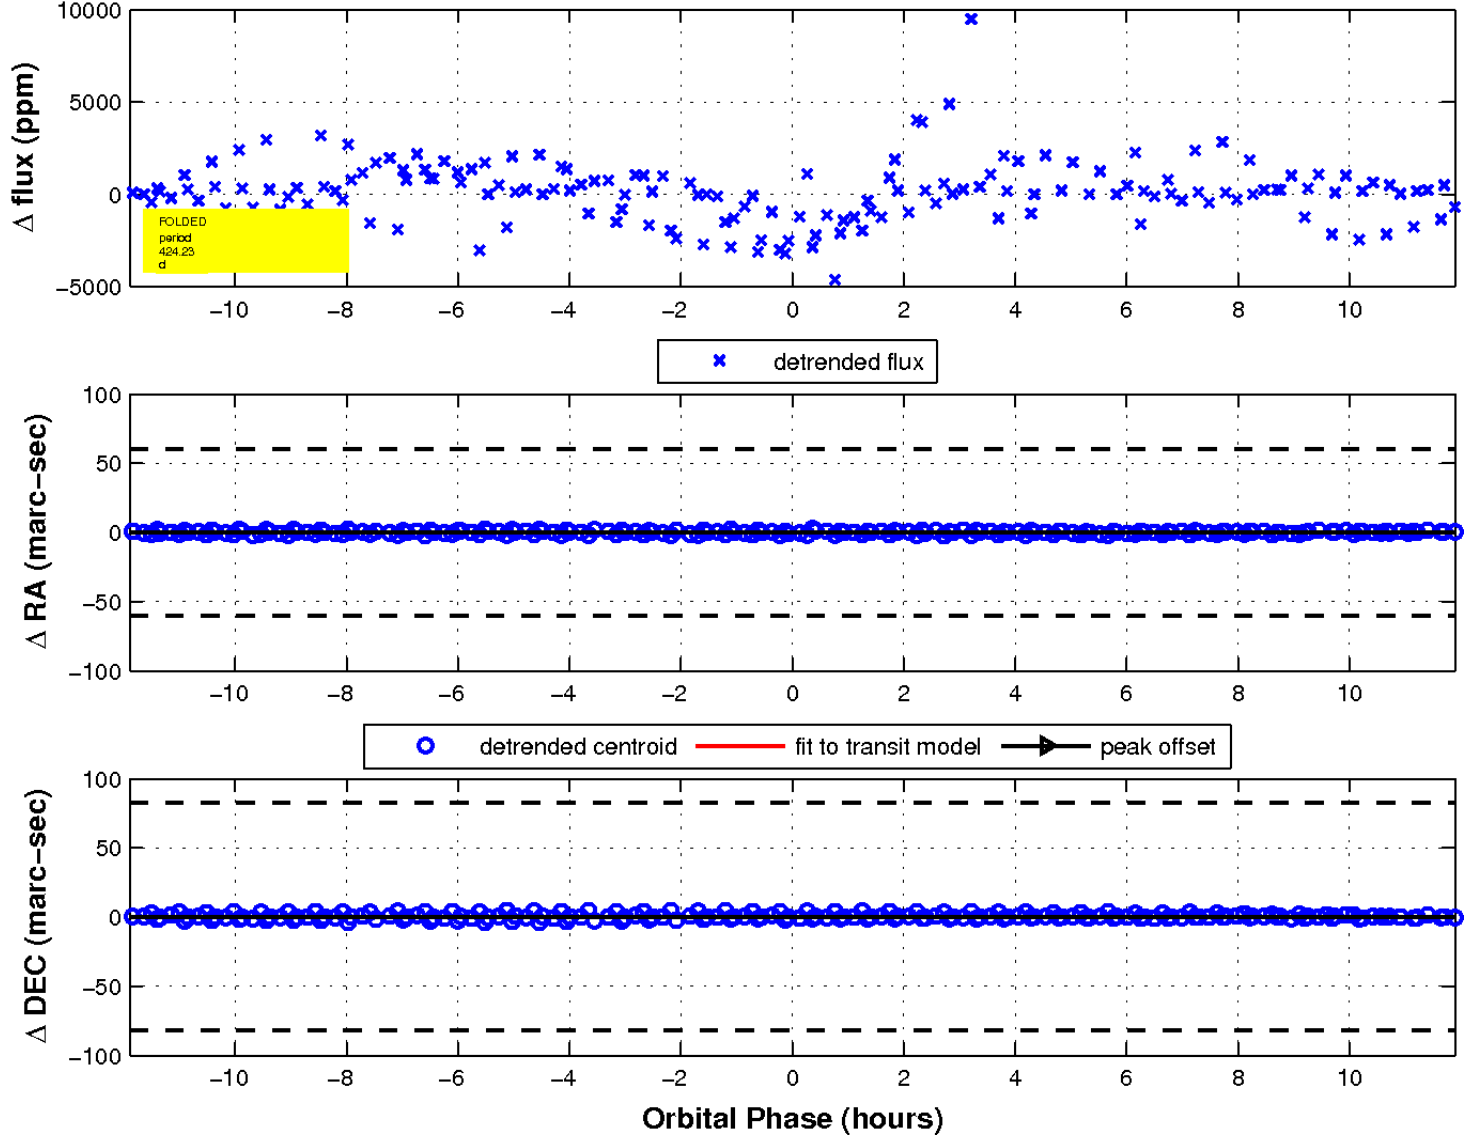 10000
5000
0
−5000
Δ flux (ppm)
FOLDED
period
424.23
d
−10 −8 −6 −4 −2 0 2 4 6 8 10
detrended flux
100
50
0
−50
−100
Δ RA (marc−sec)
−10 −8 −6 −4 −2 0 2 4 6 8 10
detrended centroid fit to transit model peak offset
100
50
0
−50
−100
Δ DEC (marc−sec)
−10 −8 −6 −4 −2 0 2 4 6 8 10
Orbital Phase (hours)